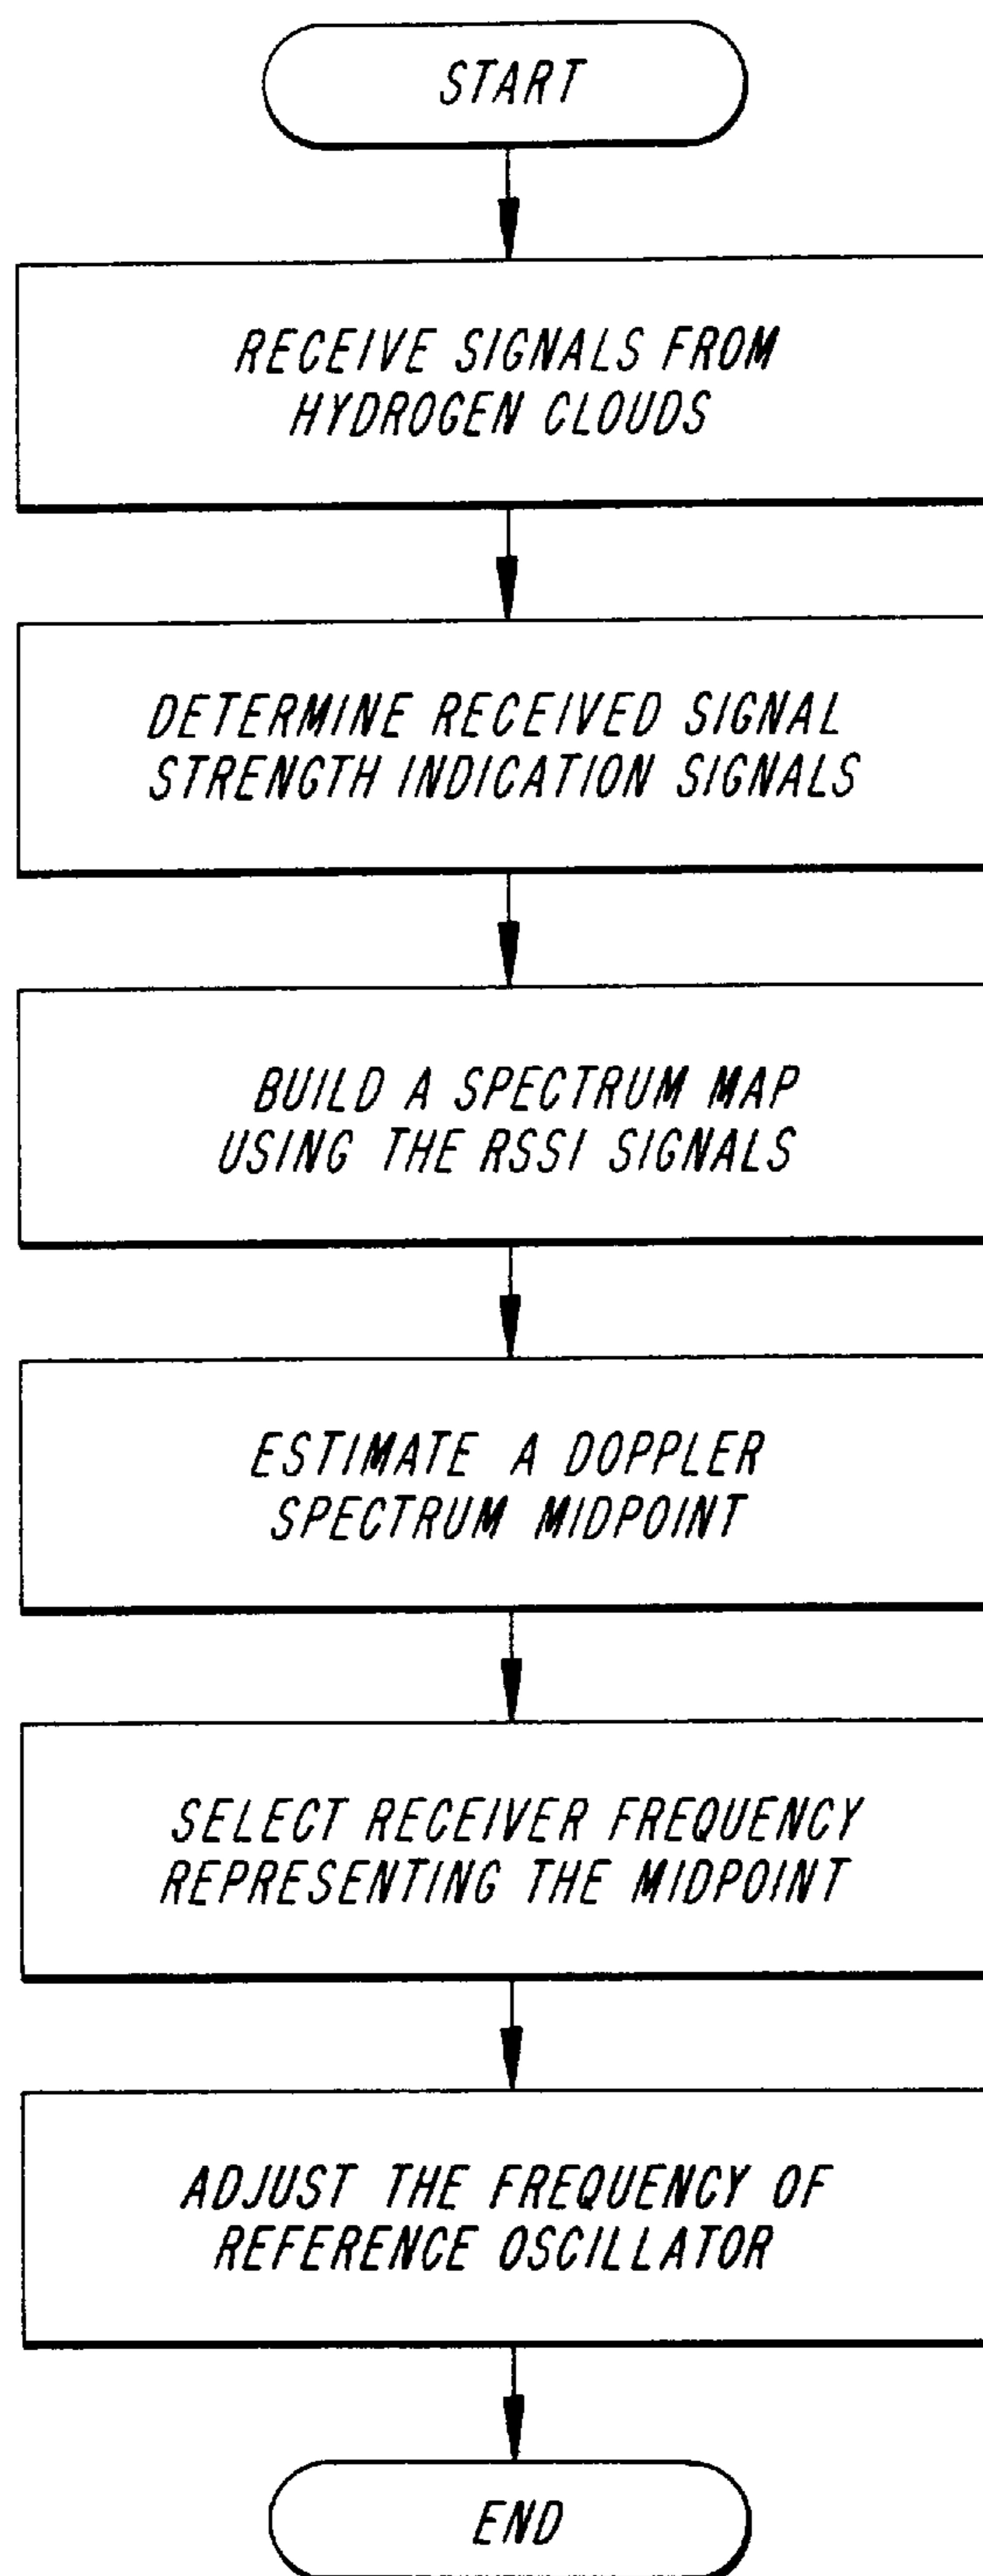 START
RECEIVE SIGNALS FROM
HYDROGEN CLOUDS
DETERMINE RECEIVED SIGNAL
STRENGTH INDICATION SIGNALS
BUILD A SPECTRUM MAP
USING THE RSSI SIGNALS
ESTIMATE A DOPPLER
SPECTRUM MIDPOINT
SELECT RECEIVER FREQUENCY
REPRESENTING THE MIDPOINT
ADJUST THE FREQUENCY OF
REFERENCE OSCILLATOR
END